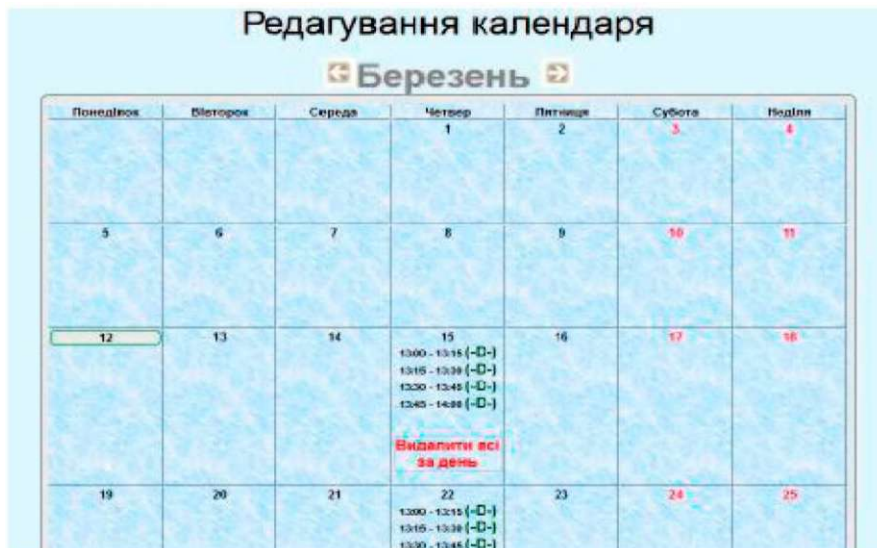 Редагування календаря
Березень
Понеділок Вівторок Середа Четвер Пятниця Субота Неділя
1 2 3 4
5 6 7 8 9 10 11
12 13 14 15 16 17 18
13:00 - 13:15 (-D-)
13:15 - 13:30 (-D-)
13:30 - 13:45 (-D-)
13:45 - 14:00 (-D-)
Видалити всі
за день
19 20 21 22 23 24 25
13:00 - 13:15 (-D-)
13:15 - 13:30 (-D-)
13:30 - 13:45 (-D-)